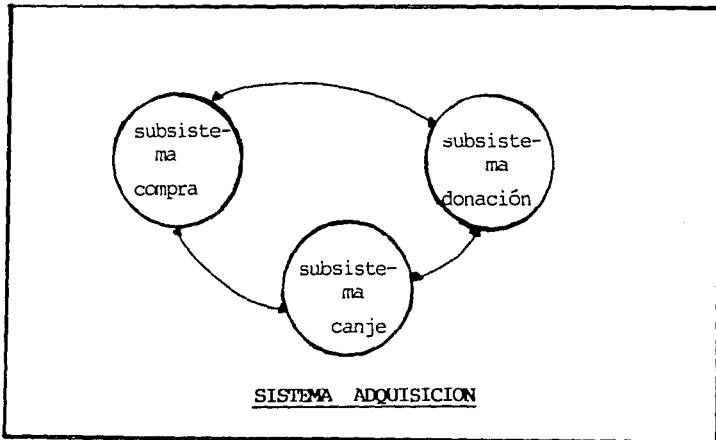 subsiste-
ma
compra
subsiste-
ma
donación
subsiste-
ma
canje
SISTEMA ADQUISICION